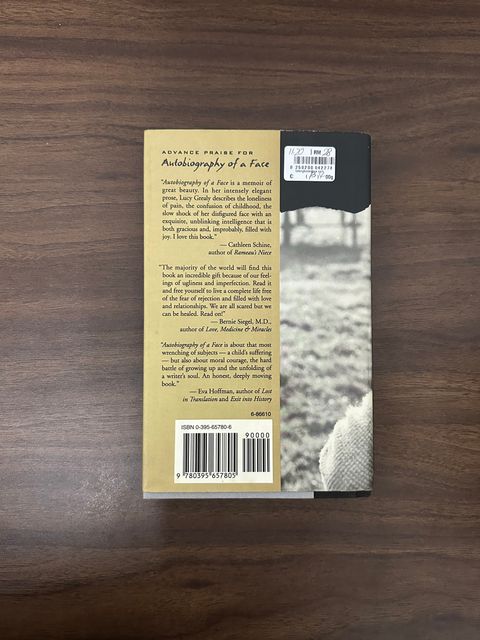 ADVANCE PRAISE FOR
Autobiography of a Face
"Autobiography of a Face is a memoir of
great beauty. In her intensely elegant
prose, Lucy Grealy describes the loneliness
of pain, the confusion of childhood, the
slow shock of her disfigured face with an
exquisite, unblinking intelligence that is
both gracious and, improbably, filled with
joy. I love this book."
— Cathleen Schine,
author of Rameau's Niece
"The majority of the world will find this
book an incredible gift because of our feel-
ings of ugliness and imperfection. Read it
and free yourself to live a complete life free
of the fear of rejection and filled with love
and relationships. We are all scared but we
can be healed. Read on!"
— Bernie Siegel, M.D.,
author of Love, Medicine & Miracles
"Autobiography of a Face is about that most
wrenching of subjects — a child's suffering
— but also about moral courage, the hard
battle of growing up and the unfolding of
a writer's soul. An honest, deeply moving
book."
— Eva Hoffman, author of Lost
in Translation and Exit into History
6-86610
ISBN 0-395-65780-6
90000
9 780395 657805